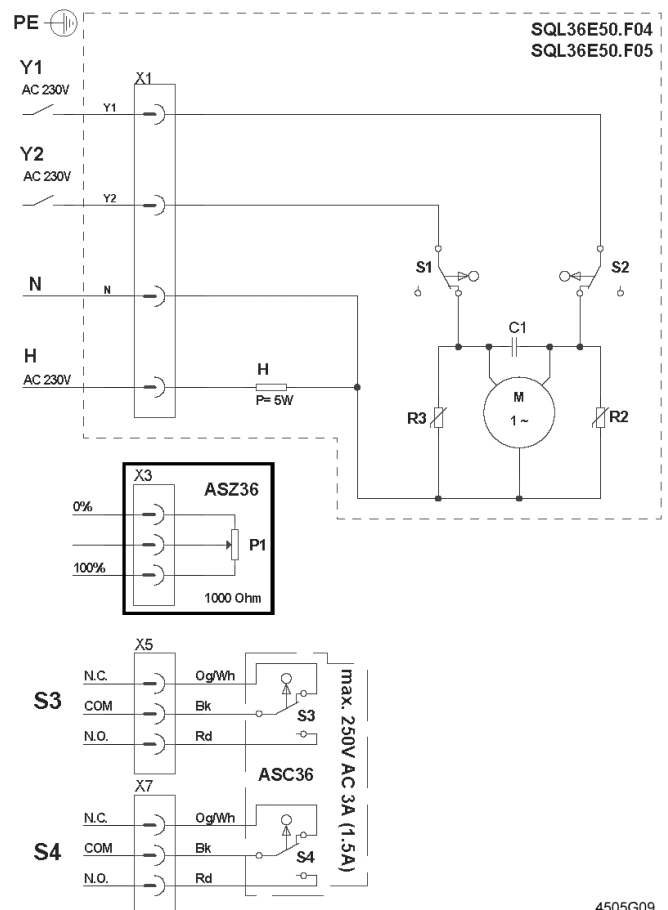 PE
SQL36E50.F04
SQL36E50.F05
Y1
AC 230V
X1
Y1
Y2
AC 230V
Y2
N
N
S1
S2
C1
H
AC 230V
H
P= 5W
M
1 ~
R3
R2
X3
ASZ36
0%
P1
100%
1000 Ohm
X5
S3
N.C.
Og/Wh
COM
Bk
S3
N.O.
Rd
ASC36
max. 250V AC 3A (1.5A)
X7
S4
N.C.
Og/Wh
COM
Bk
S4
N.O.
Rd
4505G09